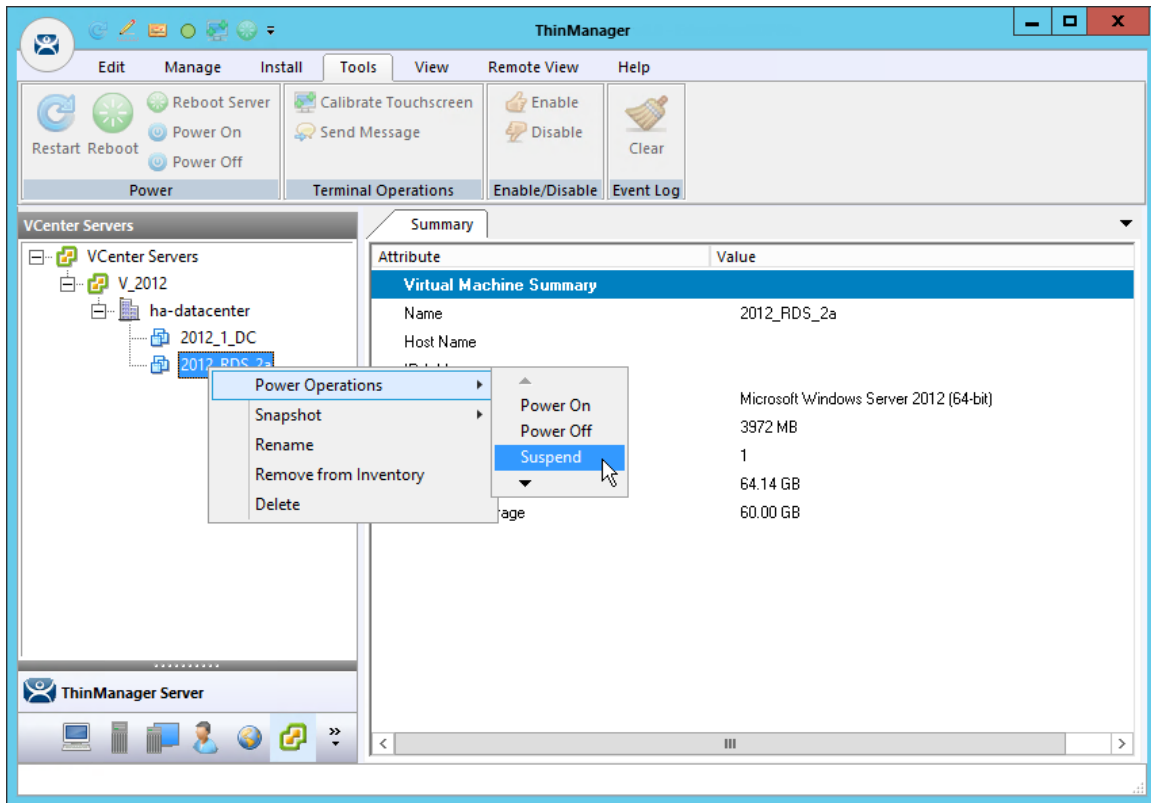 ThinManager
Edit Manage Install Tools View Remote View Help
Restart Reboot
Reboot Server
Power On
Power Off
Calibrate Touchscreen
Send Message
Enable
Disable
Clear
Power Terminal Operations Enable/Disable Event Log
VCenter Servers
VCenter Servers
V_2012
ha-datacenter
2012_1_DC
2012_RDS_2a
Power Operations
Snapshot
Rename
Remove from Inventory
Delete
Power On
Power Off
Suspend
Summary
Attribute Value
Virtual Machine Summary
Name 2012_RDS_2a
Host Name
Microsoft Windows Server 2012 (64-bit)
3972 MB
1
64.14 GB
60.00 GB
ThinManager Server